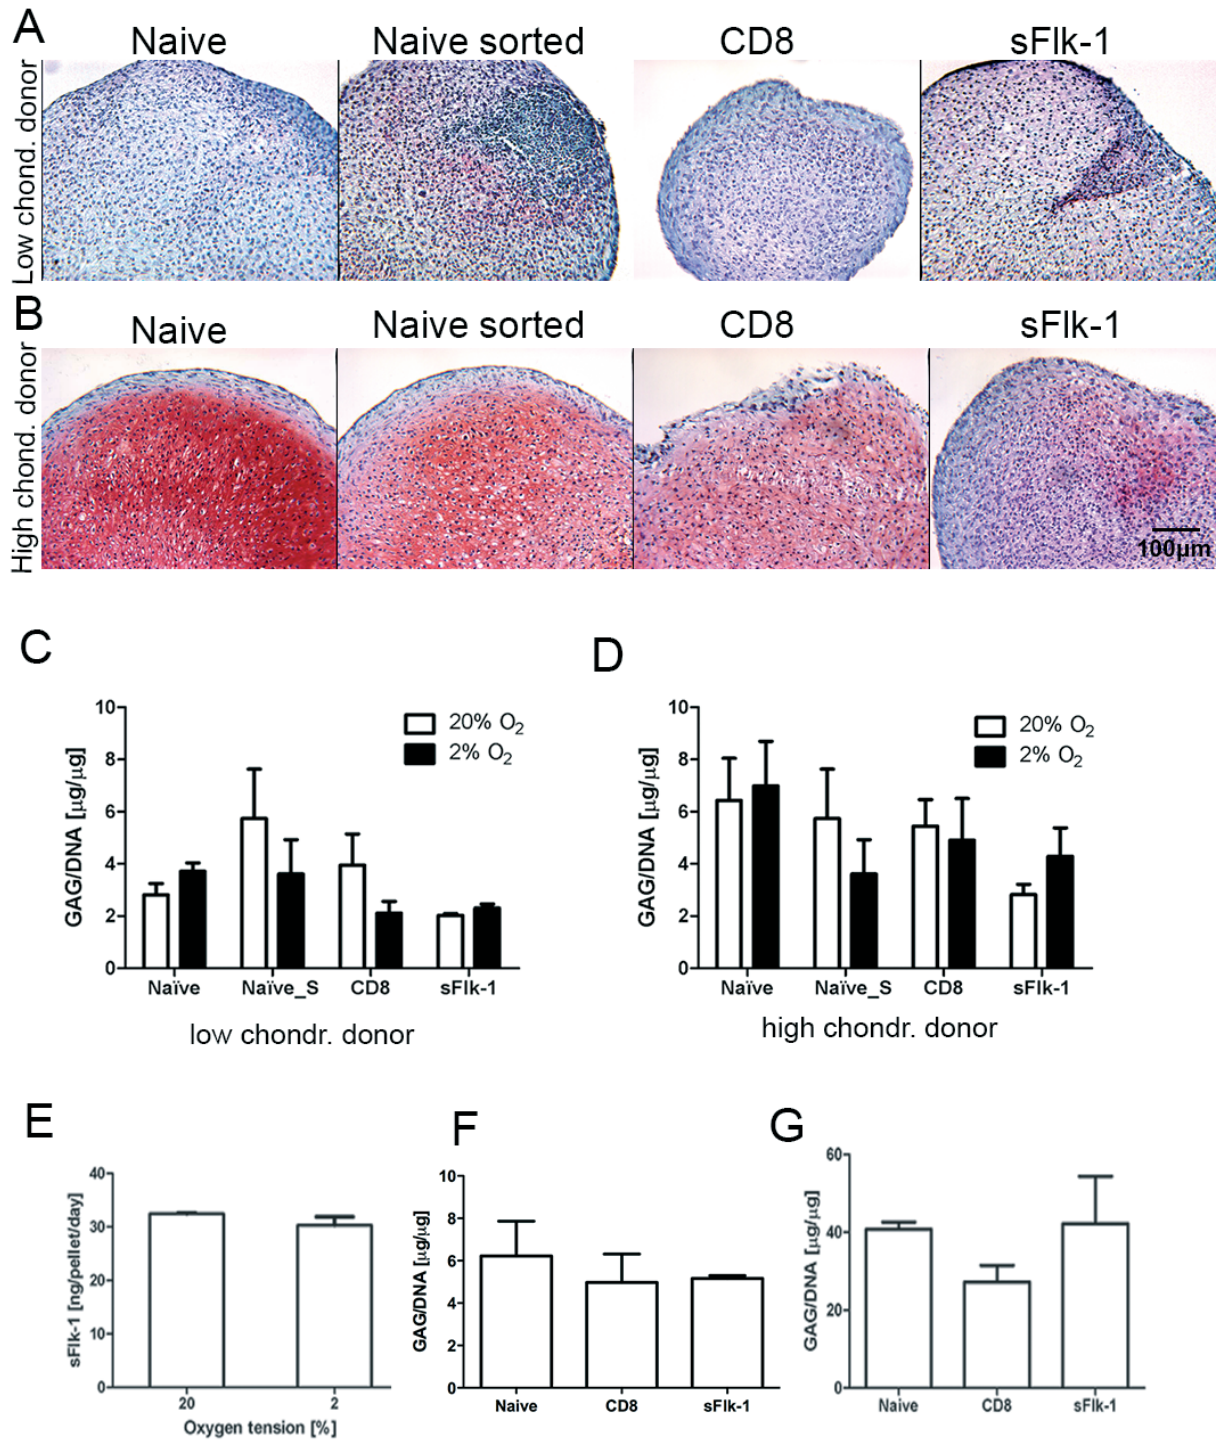 A
Naive
Naive sorted
CD8
sFlk-1
Low chond. donor
B
Naive
Naive sorted
CD8
sFlk-1
High chond. donor
100µm
C
GAG/DNA [µg/µg]
10
8
6
4
2
0
20% O2
2% O2
Naïve
Naïve_S
CD8
sFlk-1
low chondr. donor
D
GAG/DNA [µg/µg]
10
8
6
4
2
0
20% O2
2% O2
Naïve
Naïve_S
CD8
sFlk-1
high chondr. donor
E
sFlk-1 [ng/pellet/day]
40
30
20
10
0
20
2
Oxygen tension [%]
F
GAG/DNA [µg/µg]
10
8
6
4
2
0
Naive
CD8
sFlk-1
G
GAG/DNA [µg/µg]
60
40
20
0
Naive
CD8
sFlk-1